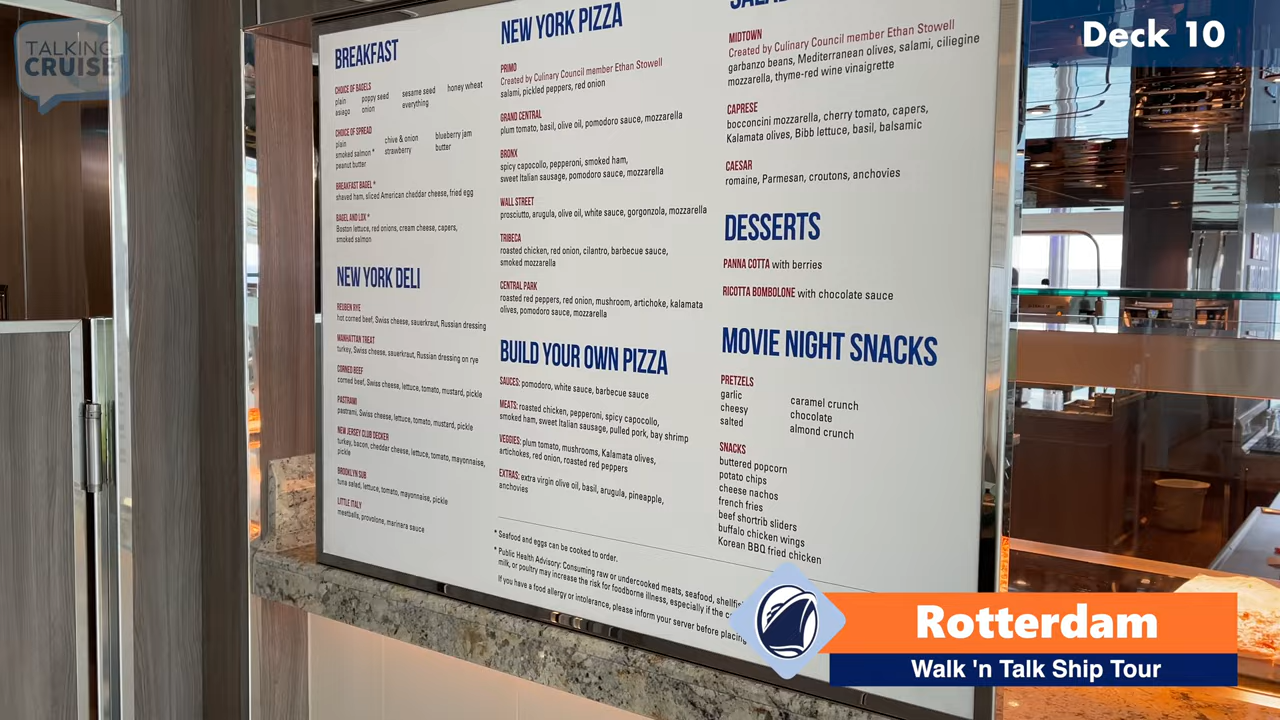 TALKING
CRUISE
Deck 10
BREAKFAST
CHOICE OF BAGELS
plain poppy seed sesame seed honey wheat
asiago onion everything
CHOICE OF SPREAD
plain chive & onion blueberry jam
smoked salmon * strawberry butter
peanut butter
BREAKFAST BAGEL *
shaved ham, sliced American cheddar cheese, fried egg
BAGEL AND LOX *
Boston lettuce, red onions, cream cheese, capers,
smoked salmon
NEW YORK DELI
REUBEN RYE
hot corned beef, Swiss cheese, sauerkraut, Russian dressing
MANHATTAN TREAT
turkey, Swiss cheese, sauerkraut, Russian dressing on rye
CORNED BEEF
corned beef, Swiss cheese, lettuce, tomato, mustard, pickle
PASTRAMI
pastrami, Swiss cheese, lettuce, tomato, mustard, pickle
NEW JERSEY CLUB DECKER
turkey, bacon, cheddar cheese, lettuce, tomato, mayonnaise,
pickle
BROOKLYN SUB
tuna salad, lettuce, tomato, mayonnaise, pickle
LITTLE ITALY
meatballs, provolone, marinara sauce
NEW YORK PIZZA
PRIMO
Created by Culinary Council member Ethan Stowell
salami, pickled peppers, red onion
GRAND CENTRAL
plum tomato, basil, olive oil, pomodoro sauce, mozzarella
BRONX
spicy capocollo, pepperoni, smoked ham,
sweet Italian sausage, pomodoro sauce, mozzarella
WALL STREET
prosciutto, arugula, olive oil, white sauce, gorgonzola, mozzarella
TRIBECA
roasted chicken, red onion, cilantro, barbecue sauce,
smoked mozzarella
CENTRAL PARK
roasted red peppers, red onion, mushroom, artichoke, kalamata
olives, pomodoro sauce, mozzarella
BUILD YOUR OWN PIZZA
SAUCES: pomodoro, white sauce, barbecue sauce
MEATS: roasted chicken, pepperoni, spicy capocollo,
smoked ham, sweet Italian sausage, pulled pork, bay shrimp
VEGGIES: plum tomato, mushrooms, Kalamata olives,
artichokes, red onion, roasted red peppers
EXTRAS: extra virgin olive oil, basil, arugula, pineapple,
anchovies
MIDTOWN
Created by Culinary Council member Ethan Stowell
garbanzo beans, Mediterranean olives, salami, ciliegine
mozzarella, thyme-red wine vinaigrette
CAPRESE
bocconcini mozzarella, cherry tomato, capers,
Kalamata olives, Bibb lettuce, basil, balsamic
CAESAR
romaine, Parmesan, croutons, anchovies
DESSERTS
PANNA COTTA with berries
RICOTTA BOMBOLONE with chocolate sauce
MOVIE NIGHT SNACKS
PRETZELS
garlic caramel crunch
cheesy chocolate
salted almond crunch
SNACKS
buttered popcorn
potato chips
cheese nachos
french fries
beef shortrib sliders
buffalo chicken wings
Korean BBQ fried chicken
* Seafood and eggs can be cooked to order.
* Public Health Advisory: Consuming raw or undercooked meats, seafood, shellfish
milk, or poultry may increase the risk for foodborne illness, especially if the
If you have a food allergy or intolerance, please inform your server before placing
Rotterdam
Walk 'n Talk Ship Tour